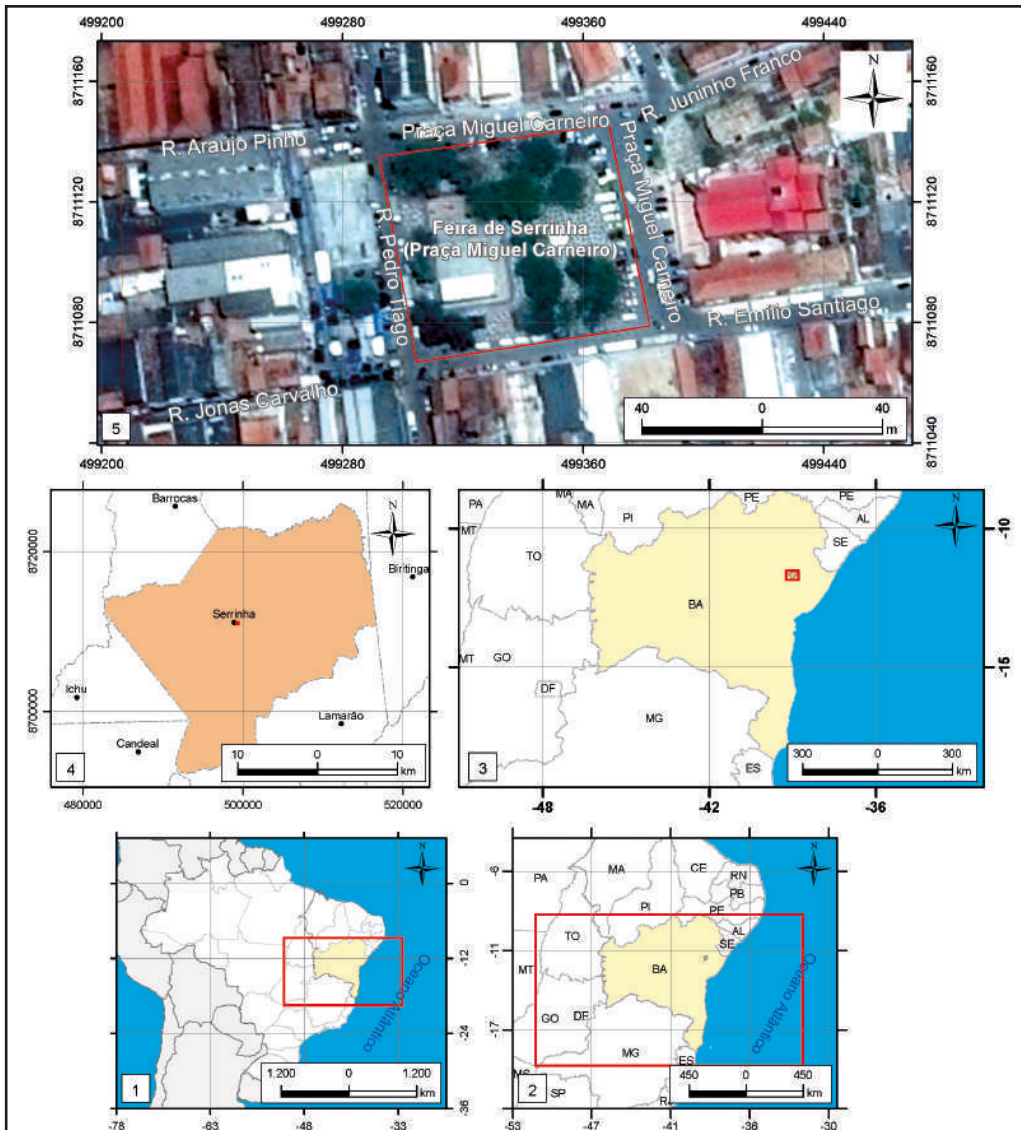 499200 499280 499360 499440
N
8711160 8711160
R. Juninho Franco
Praça Miguel Carneiro
R. Araujo Pinho
Praça Miguel Carneiro
8711120 8711120
R. Pedro Tiago
Feira de Serrinha
(Praça Miguel Carneiro)
8711080 8711080
R. Emílio Santiago
R. Jonas Carvalho
40 0 40
m
5
8711040
499200 499280 499360 499440
Barrocas
N
8720000
Biritinga
Serrinha
Ichu
8700000
Lamarão
Candeal
10 0 10
km
4
480000 500000 520000
PA MA MA PI PE PE
N
MT AL
-10
TO SE
BA
MT GO
-15
DF
MG
ES
300 0 300
km
3
-48 -42 -36
N
0
-12
Oceano Atlântico
-24
1,200 0 1,200
km
1
-36
-78 -63 -48 -33
N
PA MA CE
-6
RN
PB
PI PE
AL
TO SE
-11
MT BA
Oceano Atlântico
GO DF
-17
MG ES
SP
450 0 450
km
2
-53 -47 -41 -36 -30